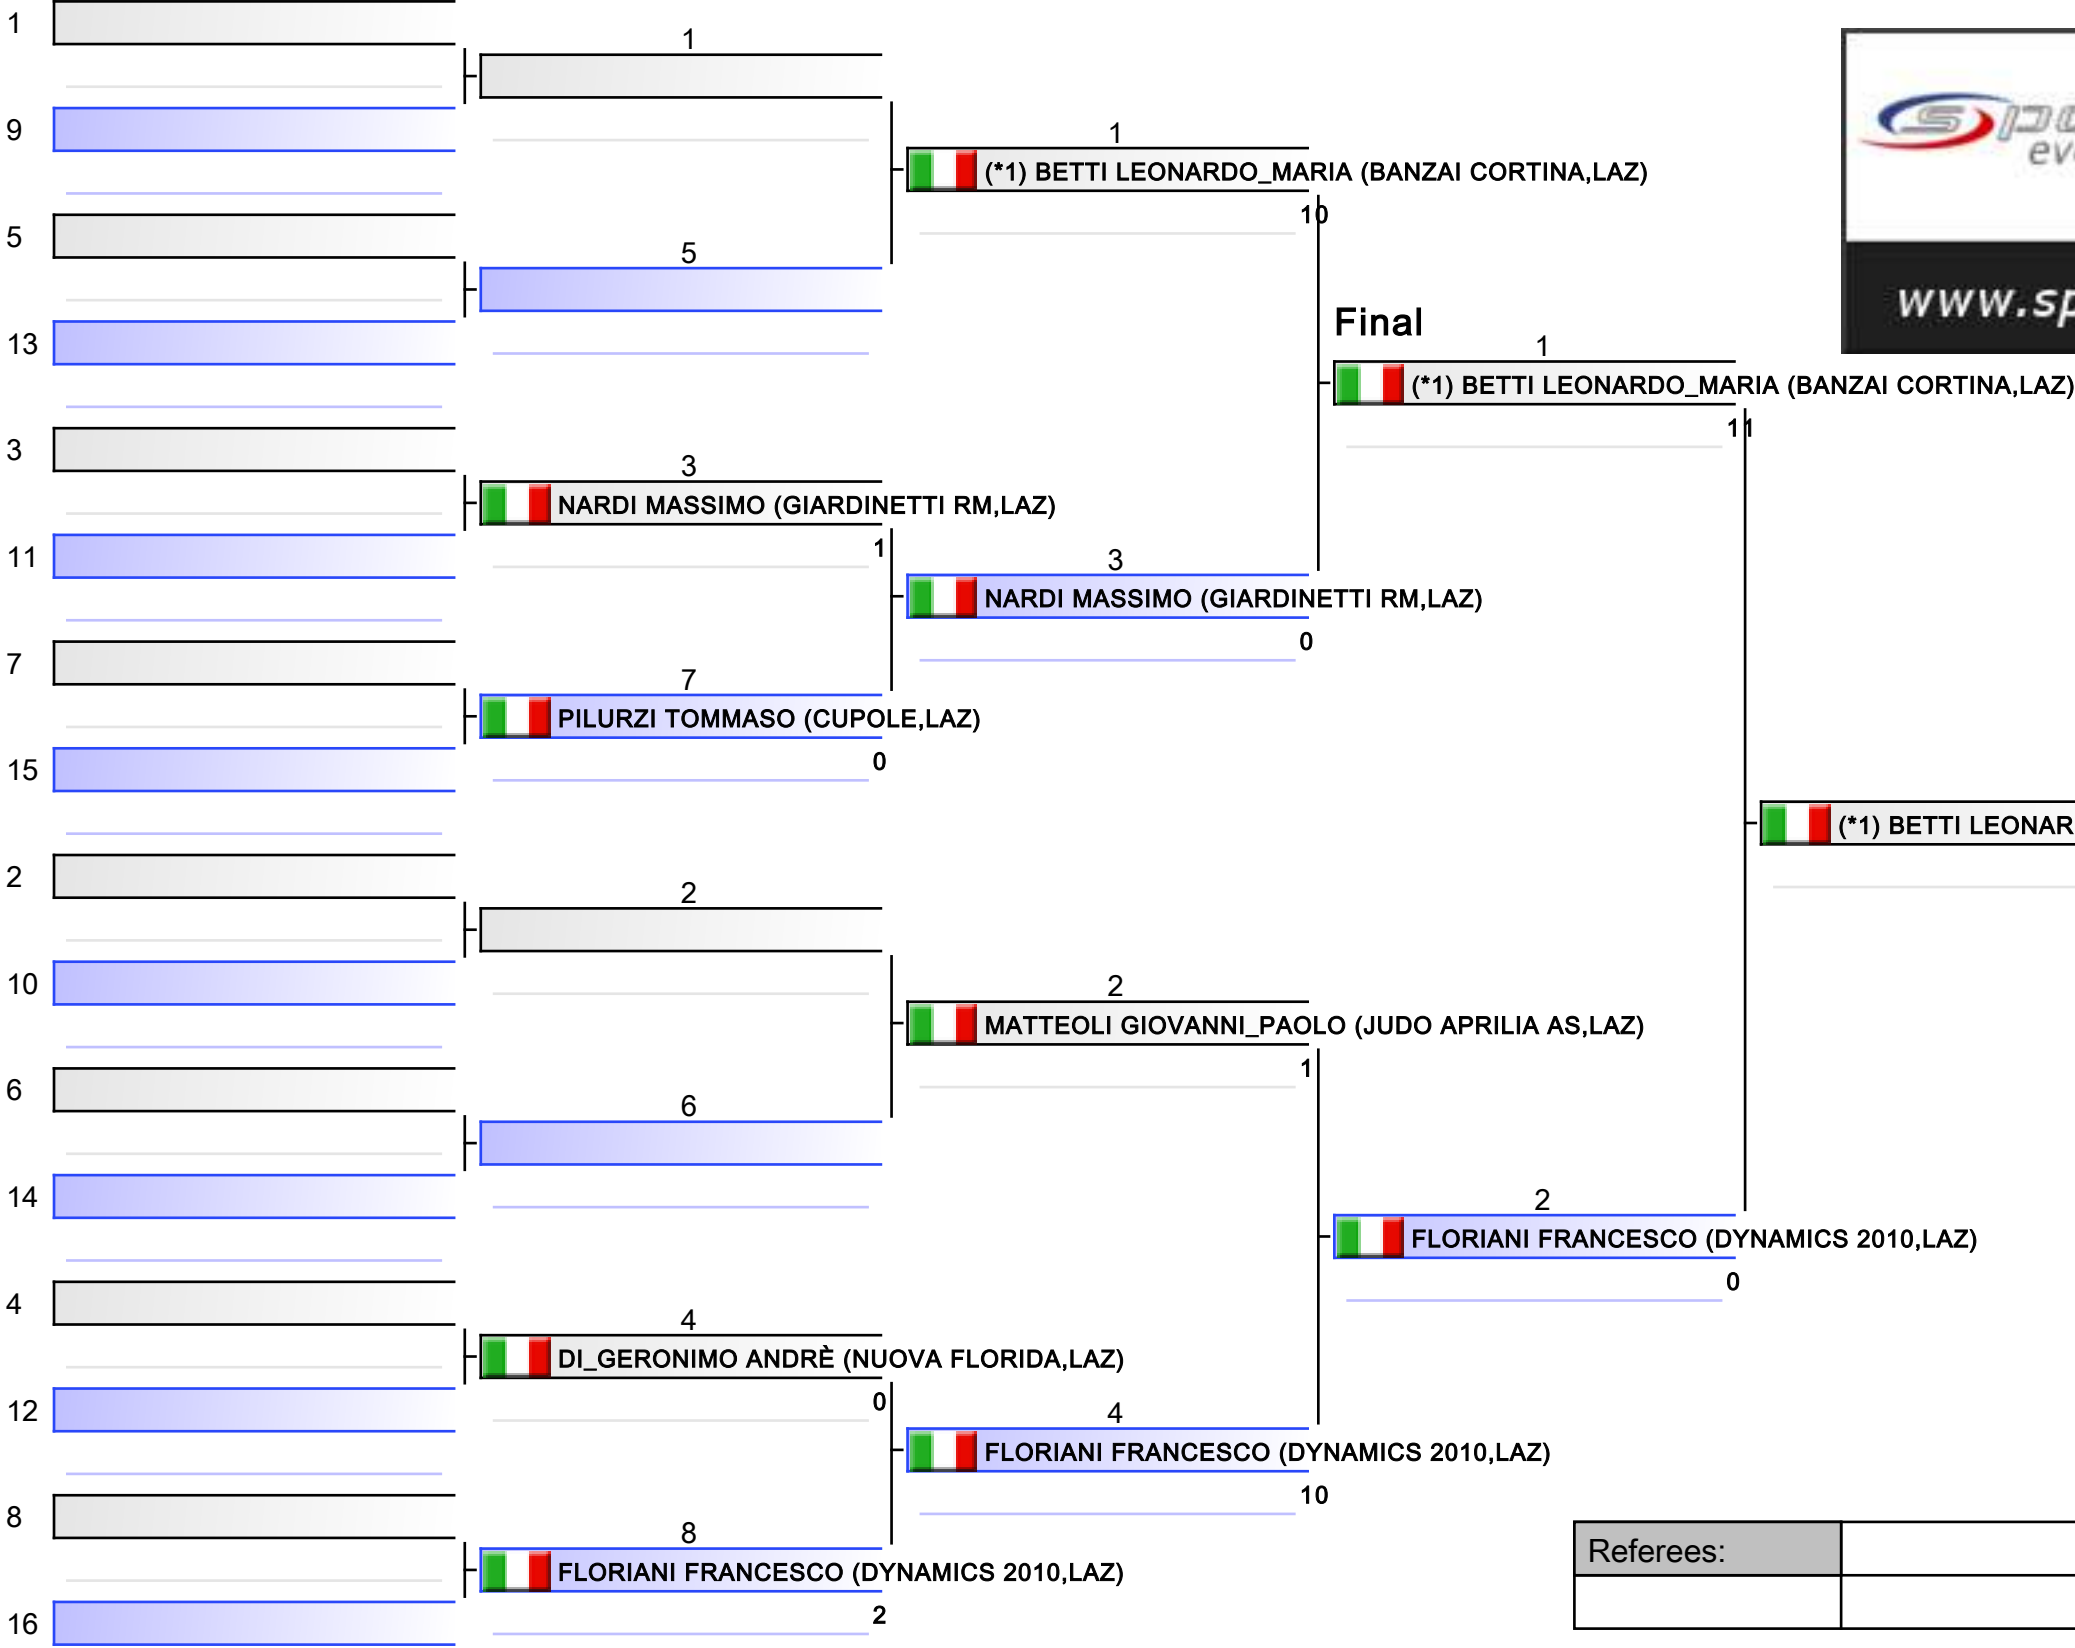 1
1
9
1
(*1) BETTI LEONARDO_MARIA (BANZAI CORTINA,LAZ)
10
5
5
Final
13
1
(*1) BETTI LEONARDO_MARIA (BANZAI CORTINA,LAZ)
11
www.sp
3
3
NARDI MASSIMO (GIARDINETTI RM,LAZ)
1
11
3
NARDI MASSIMO (GIARDINETTI RM,LAZ)
0
7
7
PILURZI TOMMASO (CUPOLE,LAZ)
0
15
(*1) BETTI LEONAR
2
2
10
2
MATTEOLI GIOVANNI_PAOLO (JUDO APRILIA AS,LAZ)
1
6
6
14
2
FLORIANI FRANCESCO (DYNAMICS 2010,LAZ)
0
4
4
DI_GERONIMO ANDRÈ (NUOVA FLORIDA,LAZ)
0
12
4
FLORIANI FRANCESCO (DYNAMICS 2010,LAZ)
10
8
8
FLORIANI FRANCESCO (DYNAMICS 2010,LAZ)
2
16
Referees: